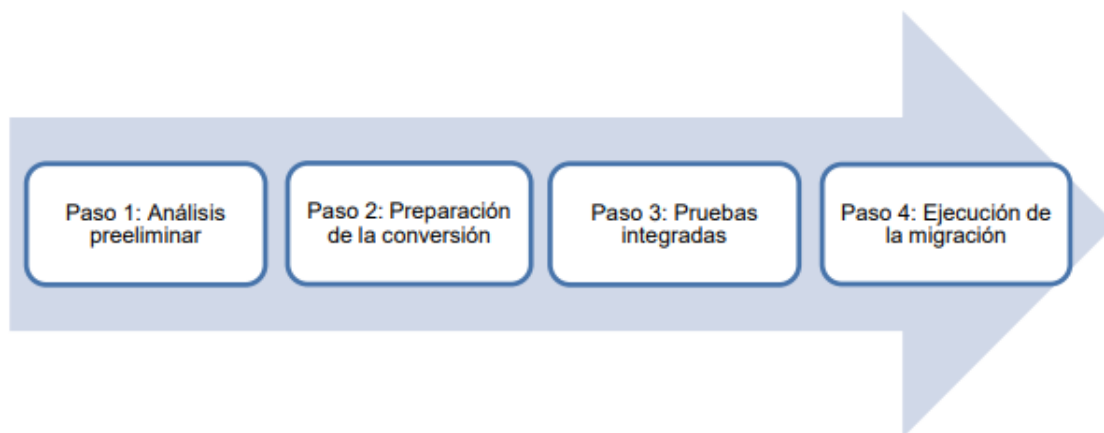 Paso 1: Análisis
preeliminar
Paso 2: Preparación
de la conversión
Paso 3: Pruebas
integradas
Paso 4: Ejecución de
la migración